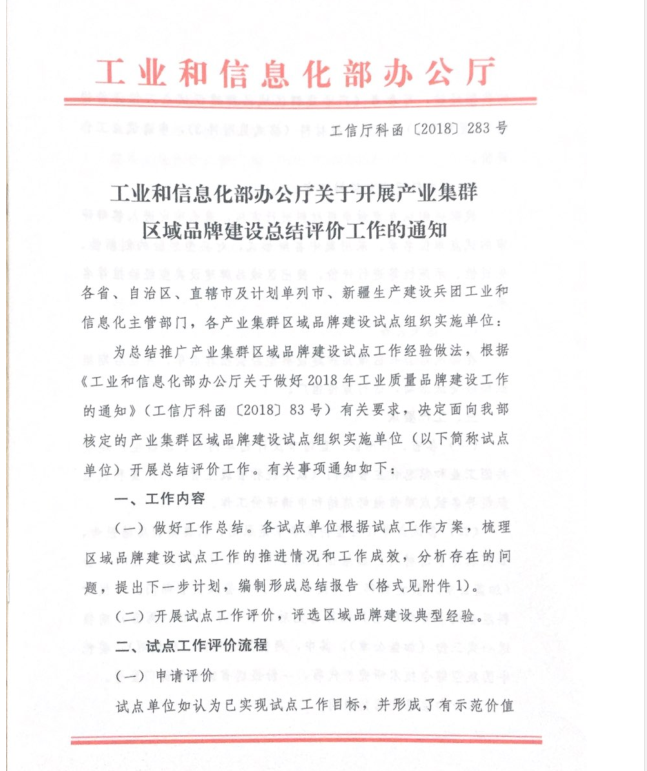 工业和信息化部办公厅
工信厅科函〔2018〕283 号
工业和信息化部办公厅关于开展产业集群
区域品牌建设总结评价工作的通知
各省、自治区、直辖市及计划单列市、新疆生产建设兵团工业和
信息化主管部门，各产业集群区域品牌建设试点组织实施单位：
为总结推广产业集群区域品牌建设试点工作经验做法，根据
《工业和信息化部办公厅关于做好 2018 年工业质量品牌建设工作
的通知》（工信厅科函〔2018〕83 号）有关要求，决定面向我部
核定的产业集群区域品牌建设试点组织实施单位（以下简称试点
单位）开展总结评价工作。有关事项通知如下：
一、工作内容
（一）做好工作总结。各试点单位根据试点工作方案，梳理
区域品牌建设试点工作的推进情况和工作成效，分析存在的问
题，提出下一步计划，编制形成总结报告（格式见附件 1）。
（二）开展试点工作评价，评选区域品牌建设典型经验。
二、试点工作评价流程
（一）申请评价
试点单位如认为已实现试点工作目标，并形成了有示范价值